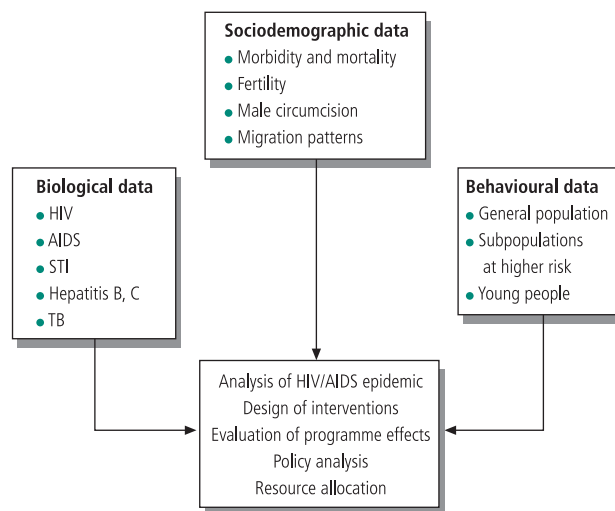 Sociodemographic data
● Morbidity and mortality
● Fertility
● Male circumcision
● Migration patterns
Biological data
● HIV
● AIDS
● STI
● Hepatitis B, C
● TB
Behavioural data
● General population
● Subpopulations
at higher risk
● Young people
Analysis of HIV/AIDS epidemic
Design of interventions
Evaluation of programme effects
Policy analysis
Resource allocation